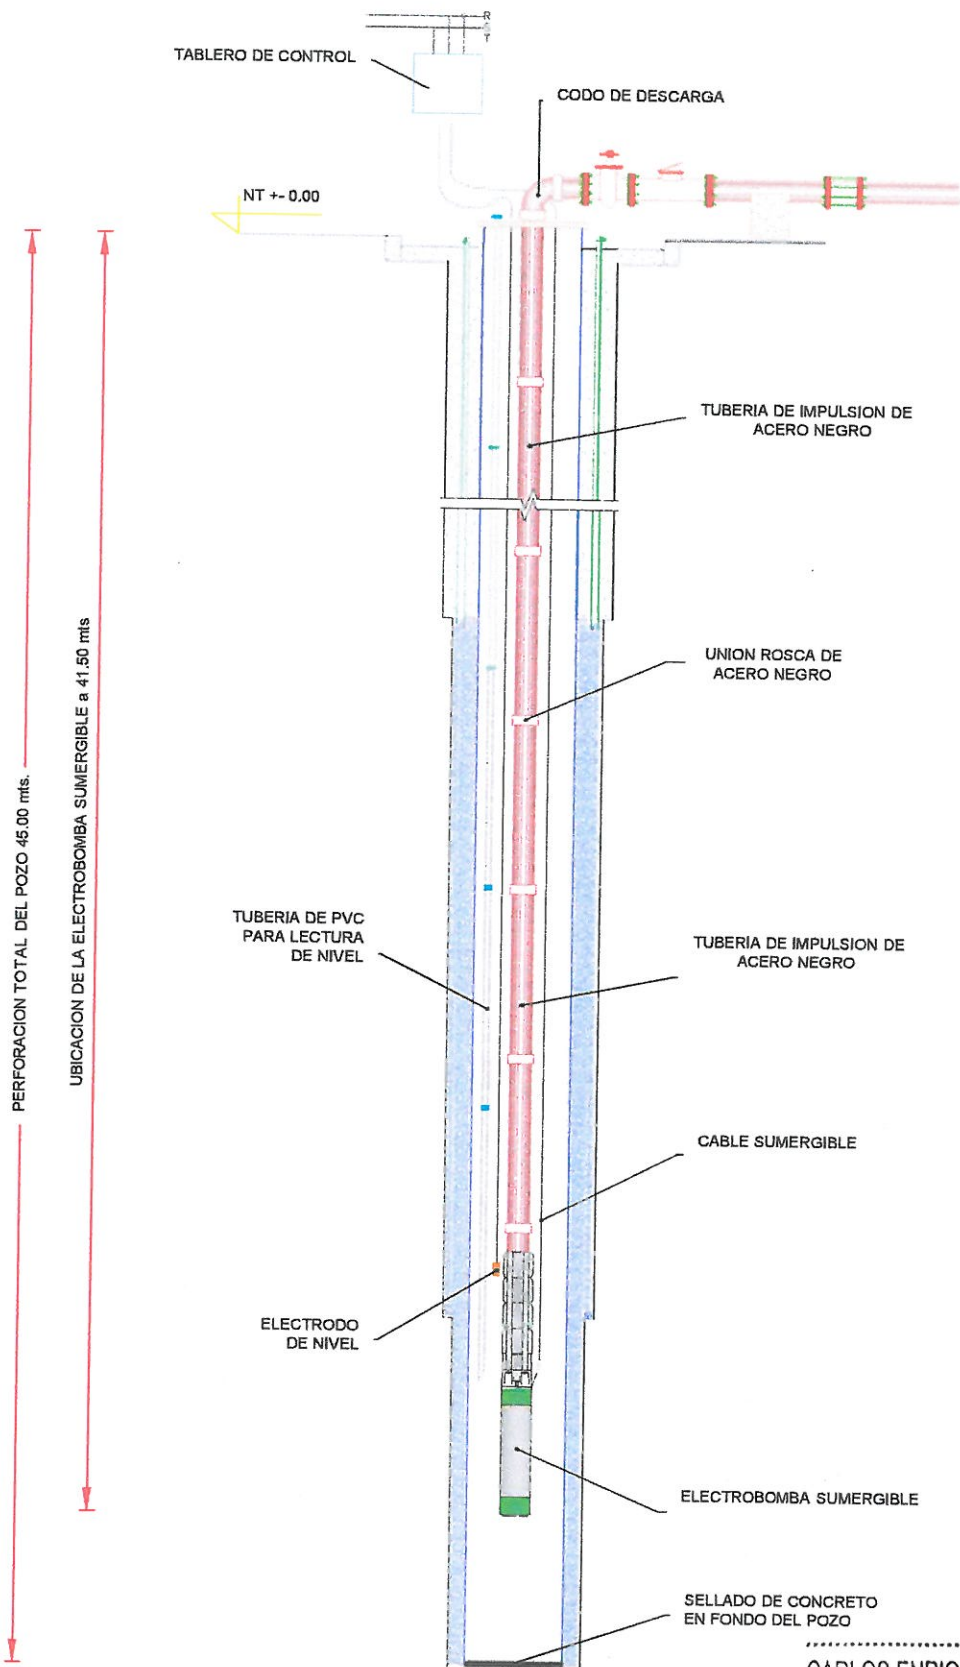 R
S
T
TABLERO DE CONTROL
CODO DE DESCARGA
NT +- 0.00
TUBERIA DE IMPULSION DE
ACERO NEGRO
UNION ROSCA DE
ACERO NEGRO
PERFORACION TOTAL DEL POZO 45.00 mts.
UBICACION DE LA ELECTROBOMBA SUMERGIBLE a 41.50 mts
TUBERIA DE PVC
PARA LECTURA
DE NIVEL
TUBERIA DE IMPULSION DE
ACERO NEGRO
CABLE SUMERGIBLE
ELECTRODO
DE NIVEL
ELECTROBOMBA SUMERGIBLE
SELLADO DE CONCRETO
EN FONDO DEL POZO